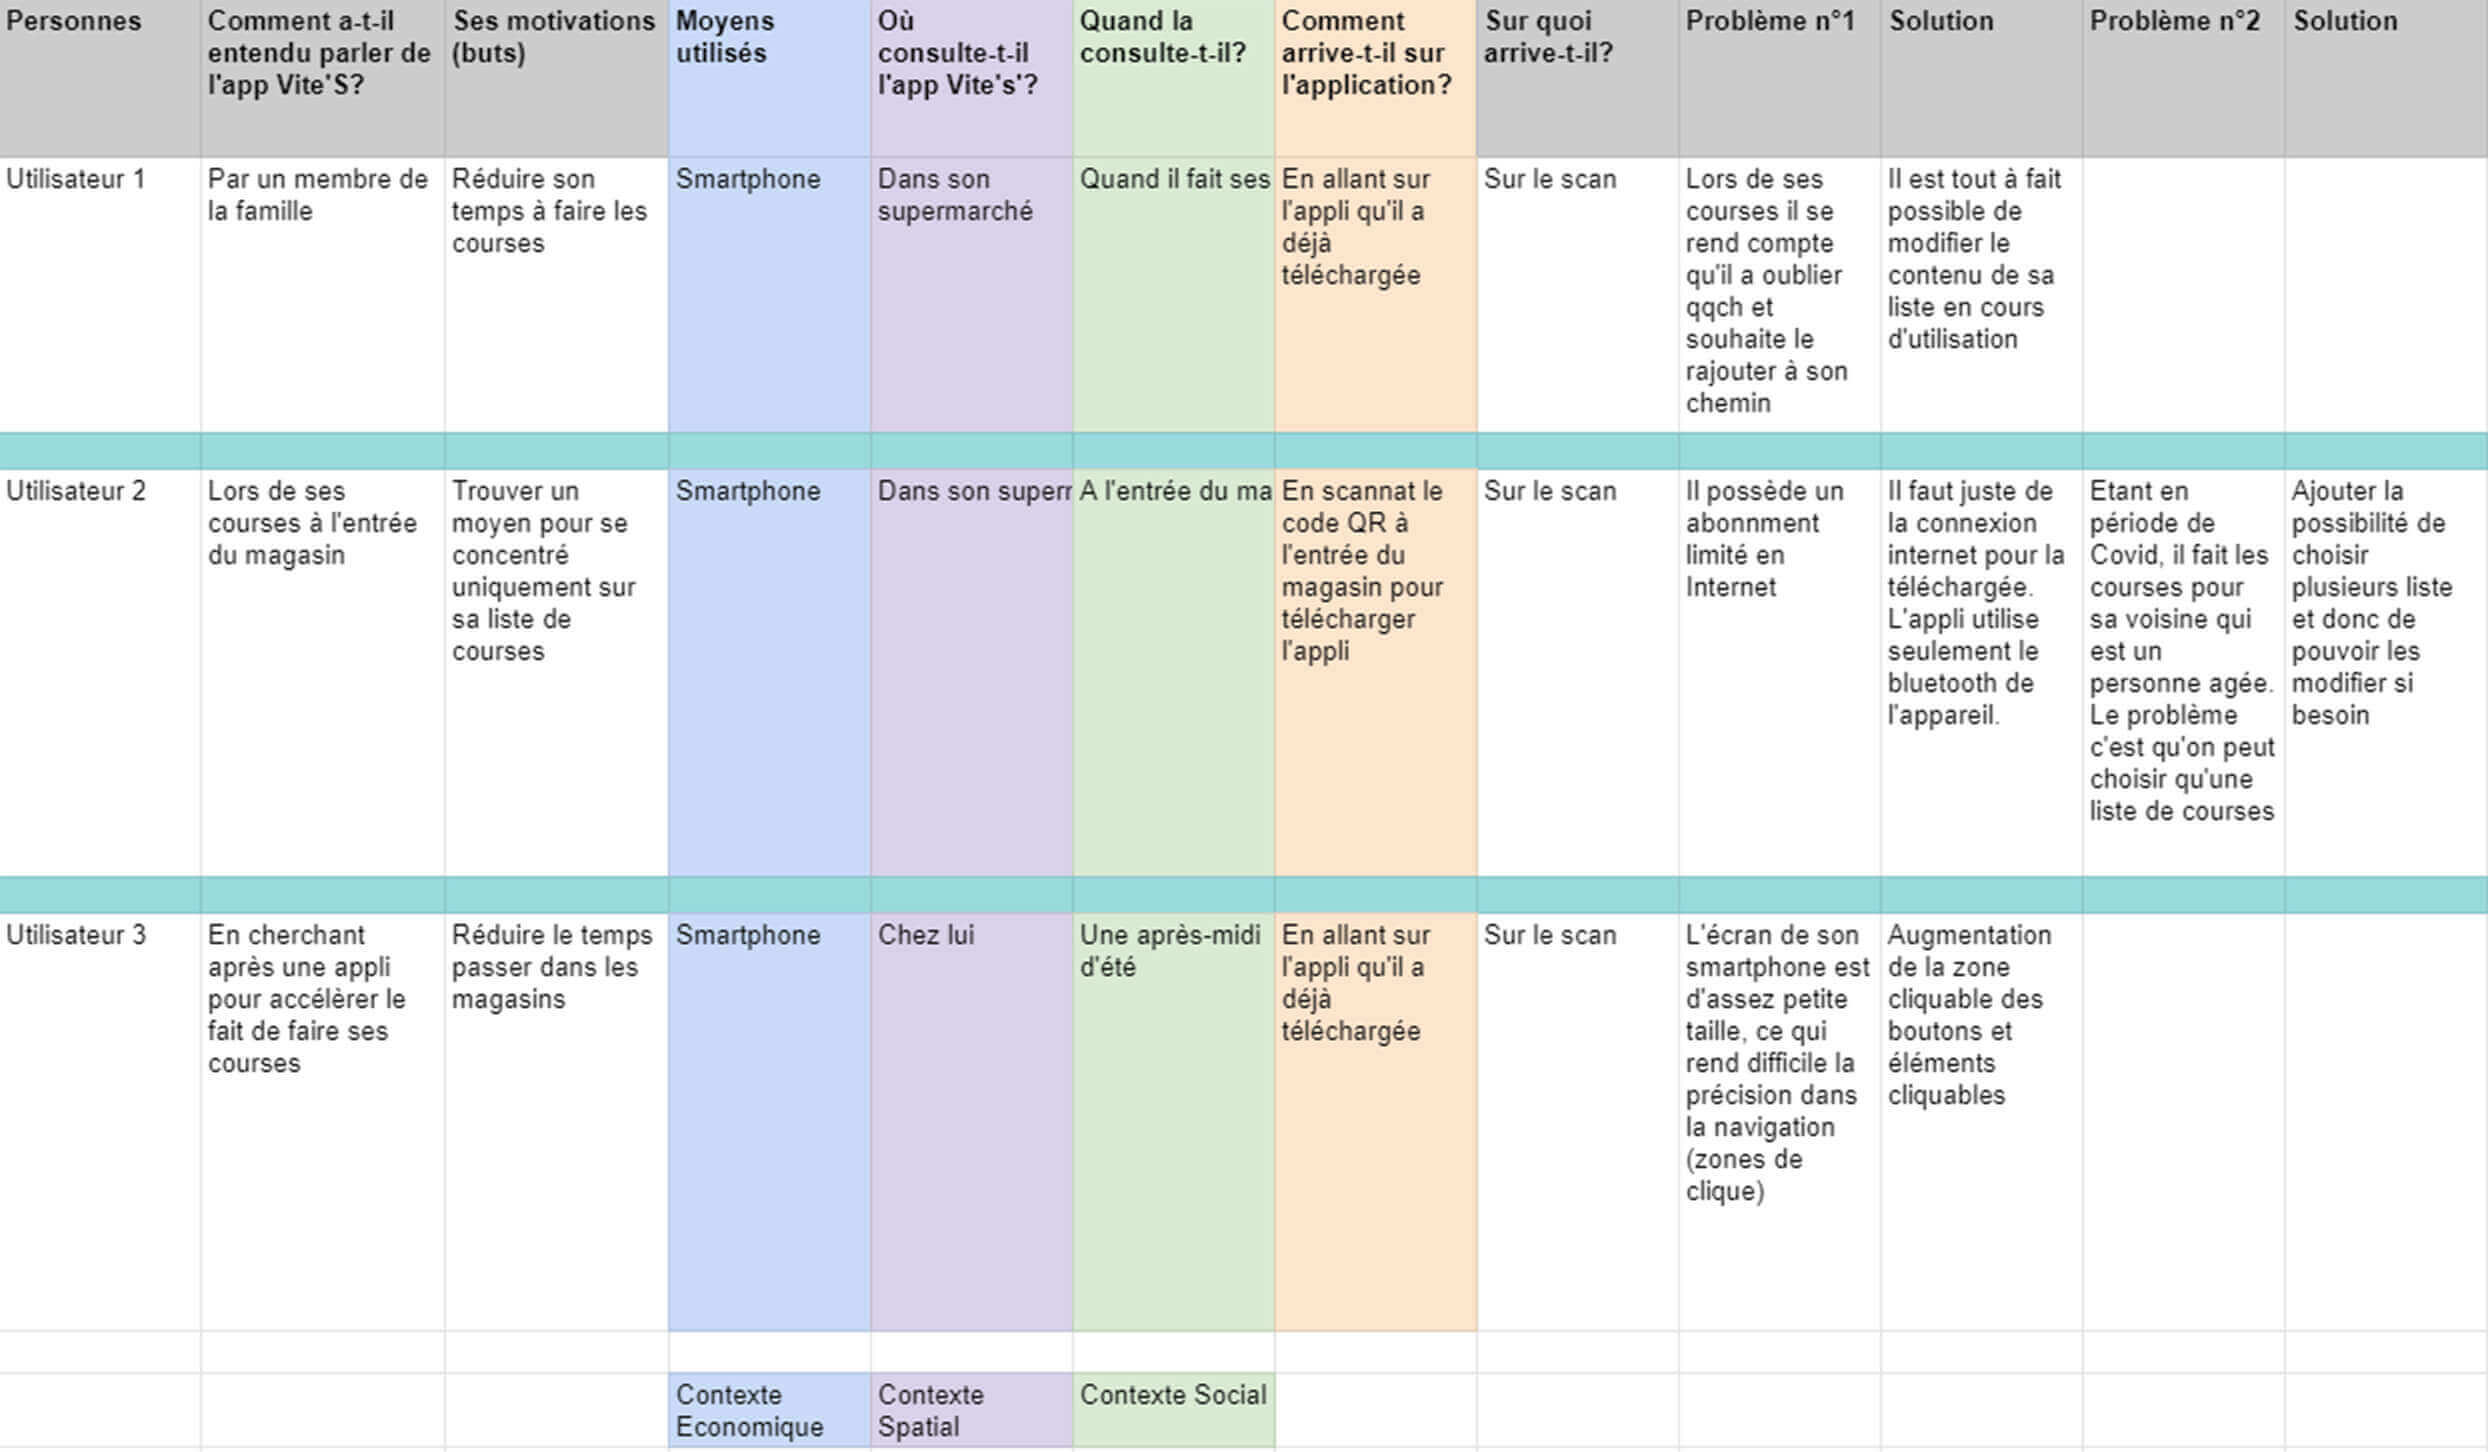 Personnes
Comment a-t-il
entendu parler de
l'app Vite'S?
Ses motivations
(buts)
Moyens
utilisés
Où
consulte-t-il
l'app Vite's'?
Quand la
consulte-t-il?
Comment
arrive-t-il sur
l'application?
Sur quoi
arrive-t-il?
Problème n°1
Solution
Problème n°2
Solution
Utilisateur 1
Par un membre de
la famille
Réduire son
temps à faire les
courses
Smartphone
Dans son
supermarché
Quand il fait ses
En allant sur
l'appli qu'il a
déjà
téléchargée
Sur le scan
Lors de ses
courses il se
rend compte
qu'il a oublier
qqch et
souhaite le
rajouter à son
chemin
Il est tout à fait
possible de
modifier le
contenu de sa
liste en cours
d'utilisation
Utilisateur 2
Lors de ses
courses à l'entrée
du magasin
Trouver un
moyen pour se
concentré
uniquement sur
sa liste de
courses
Smartphone
Dans son superr
A l'entrée du ma
En scannat le
code QR à
l'entrée du
magasin pour
télécharger
l'appli
Sur le scan
Il possède un
abonnment
limité en
Internet
Il faut juste de
la connexion
internet pour la
téléchargée.
L'appli utilise
seulement le
bluetooth de
l'appareil.
Etant en
période de
Covid, il fait les
courses pour
sa voisine qui
est un
personne agée.
Le problème
c'est qu'on peut
choisir qu'une
liste de courses
Ajouter la
possibilité de
choisir
plusieurs liste
et donc de
pouvoir les
modifier si
besoin
Utilisateur 3
En cherchant
après une appli
pour accélèrer le
fait de faire ses
courses
Réduire le temps
passer dans les
magasins
Smartphone
Chez lui
Une après-midi
d'été
En allant sur
l'appli qu'il a
déjà
téléchargée
Sur le scan
L'écran de son
smartphone est
d'assez petite
taille, ce qui
rend difficile la
précision dans
la navigation
(zones de
clique)
Augmentation
de la zone
cliquable des
boutons et
éléments
cliquables
Contexte
Economique
Contexte
Spatial
Contexte Social